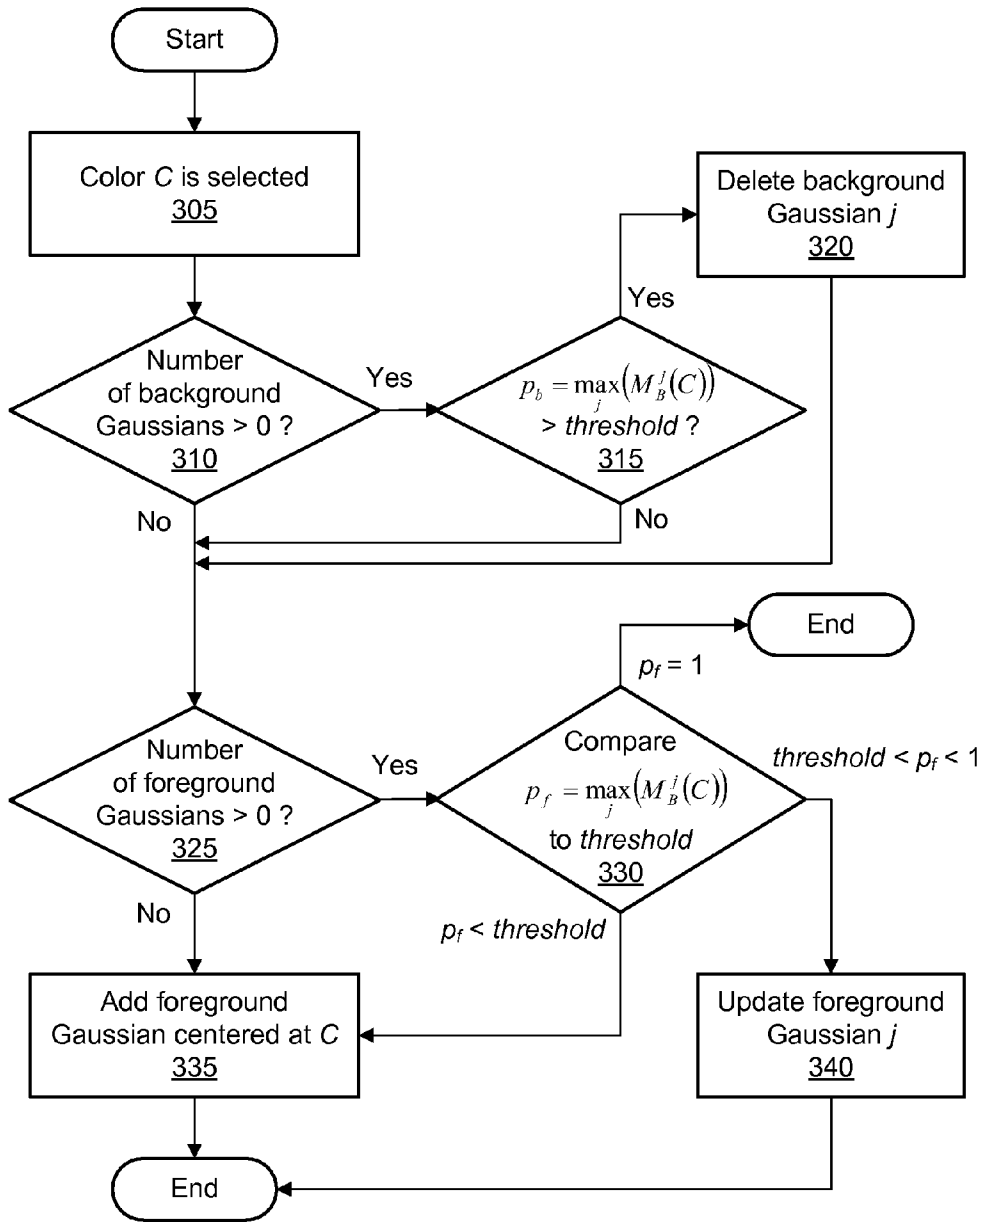 Start
Color C is selected
305
Delete background
Gaussian j
320
Yes
Number
of background
Gaussians > 0 ?
310
Yes
p_b = max_j (M_B^j (C))
> threshold ?
315
No
No
End
p_f = 1
Number
of foreground
Gaussians > 0 ?
325
Yes
Compare
p_f = max_j (M_B^j (C))
to threshold
330
threshold < p_f < 1
No
p_f < threshold
Add foreground
Gaussian centered at C
335
Update foreground
Gaussian j
340
End